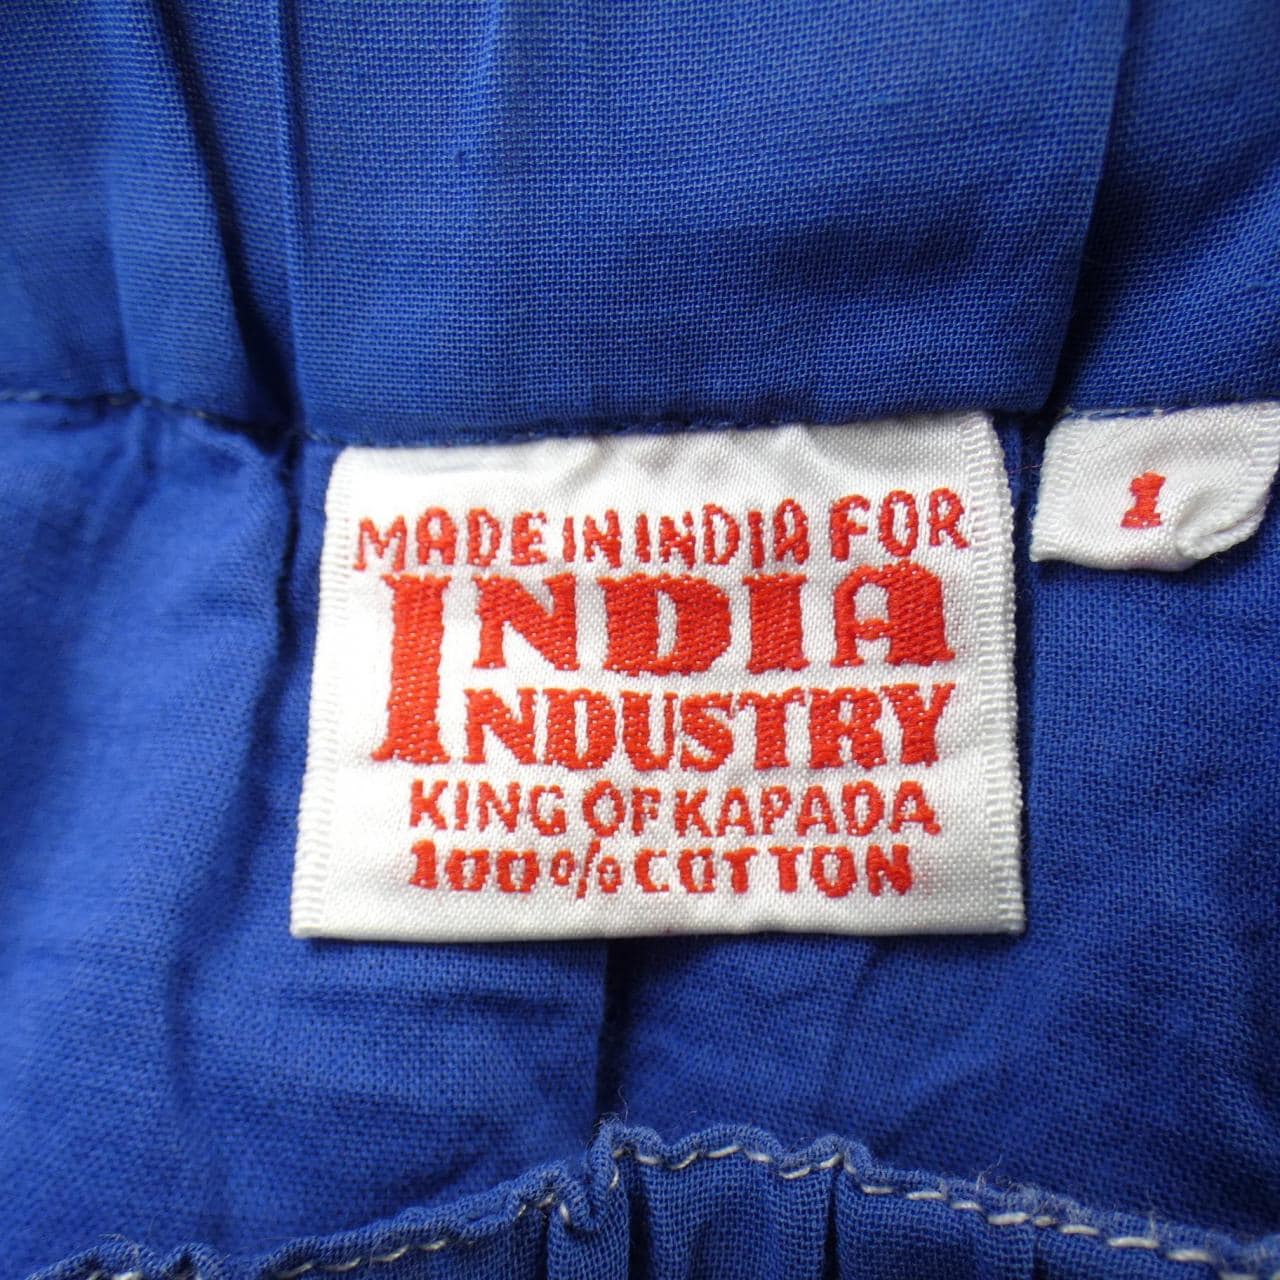 MADE IN INDIA FOR
INDIA
INDUSTRY
KING OF KAPADA
100% COTTON
1